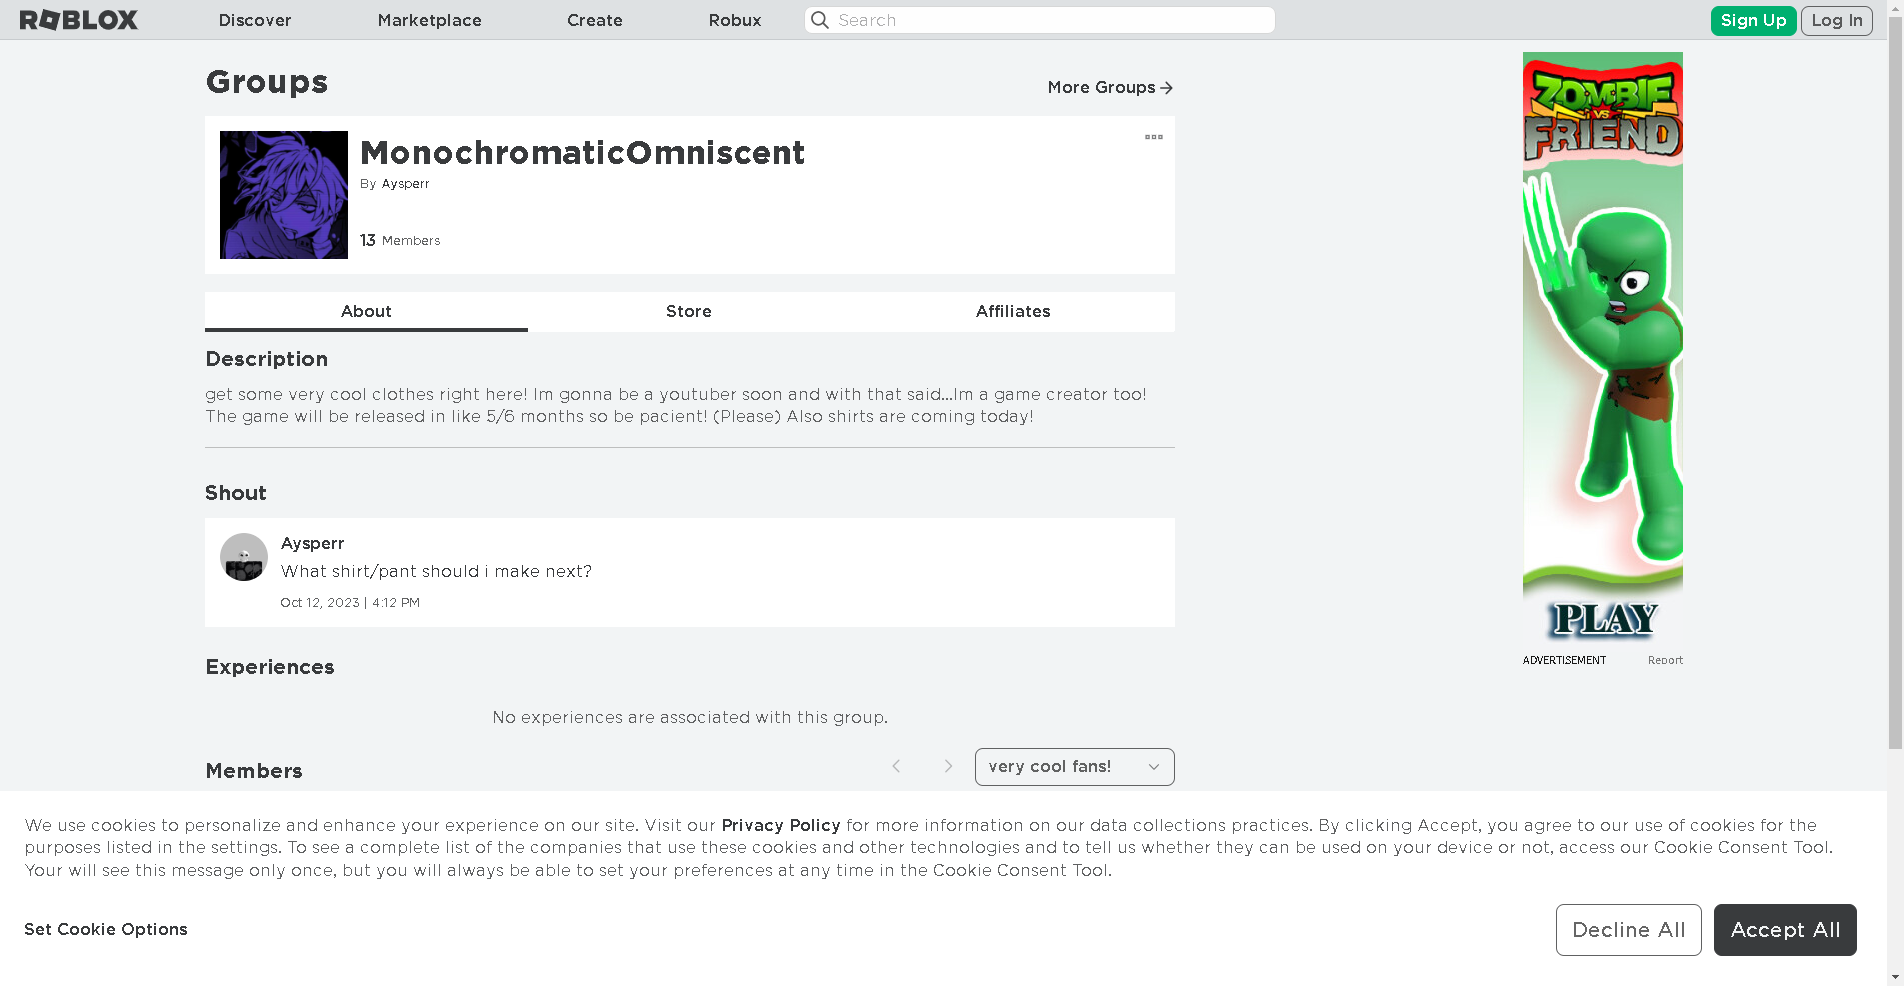 ROBLOX Discover Marketplace Create Robux Search Sign Up Log In
Groups
More Groups
MonochromaticOmniscent
By Aysperr
13 Members
About Store Affiliates
Description
get some very cool clothes right here! Im gonna be a youtuber soon and with that said...Im a game creator too!
The game will be released in like 5/6 months so be pacient! (Please) Also shirts are coming today!
Shout
Aysperr
What shirt/pant should i make next?
Oct 12, 2023 | 4:12 PM
Experiences
No experiences are associated with this group.
Members
very cool fans!
ZOMBIE
VS
FRIEND
PLAY
ADVERTISEMENT Report
We use cookies to personalize and enhance your experience on our site. Visit our Privacy Policy for more information on our data collections practices. By clicking Accept, you agree to our use of cookies for the
purposes listed in the settings. To see a complete list of the companies that use these cookies and other technologies and to tell us whether they can be used on your device or not, access our Cookie Consent Tool.
Your will see this message only once, but you will always be able to set your preferences at any time in the Cookie Consent Tool.
Set Cookie Options
Decline All
Accept All